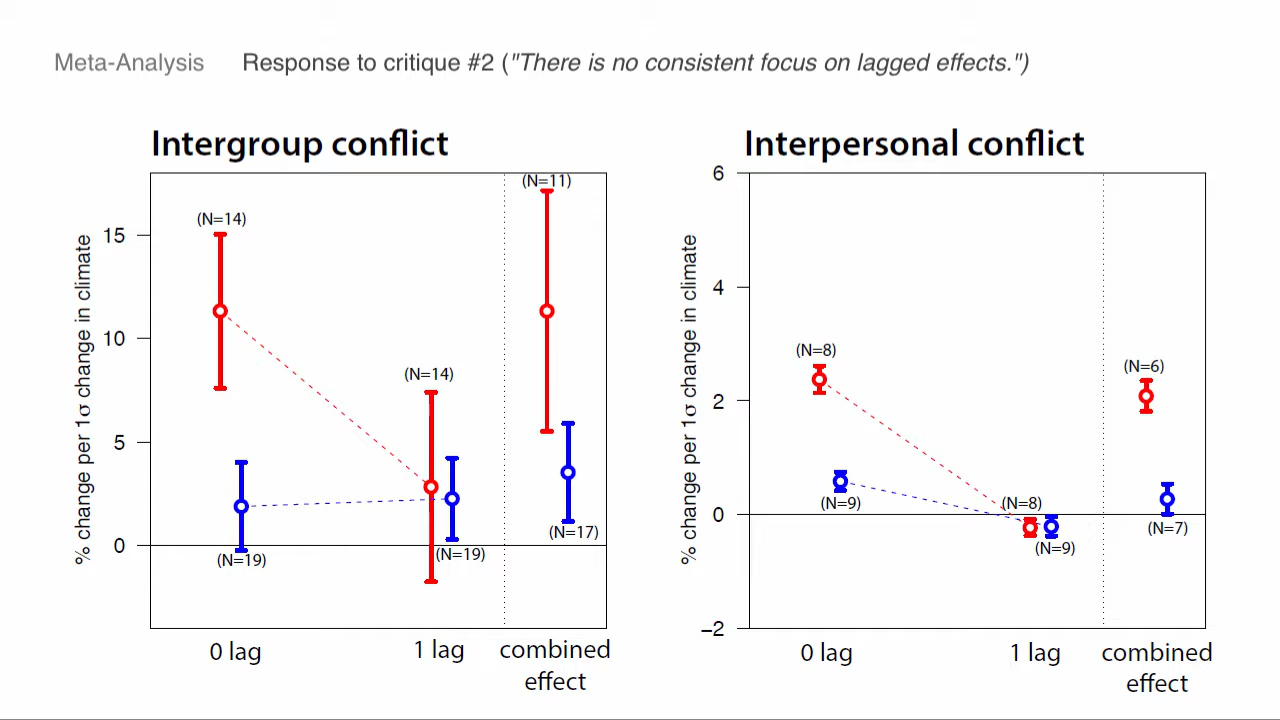 Meta-Analysis Response to critique #2 ("There is no consistent focus on lagged effects.")
Intergroup conflict
% change per 1σ change in climate
15
10
5
0
(N=14)
(N=19)
(N=14)
(N=19)
(N=11)
(N=17)
0 lag
1 lag
combined
effect
Interpersonal conflict
% change per 1σ change in climate
6
4
2
0
−2
(N=8)
(N=9)
(N=8)
(N=9)
(N=6)
(N=7)
0 lag
1 lag
combined
effect